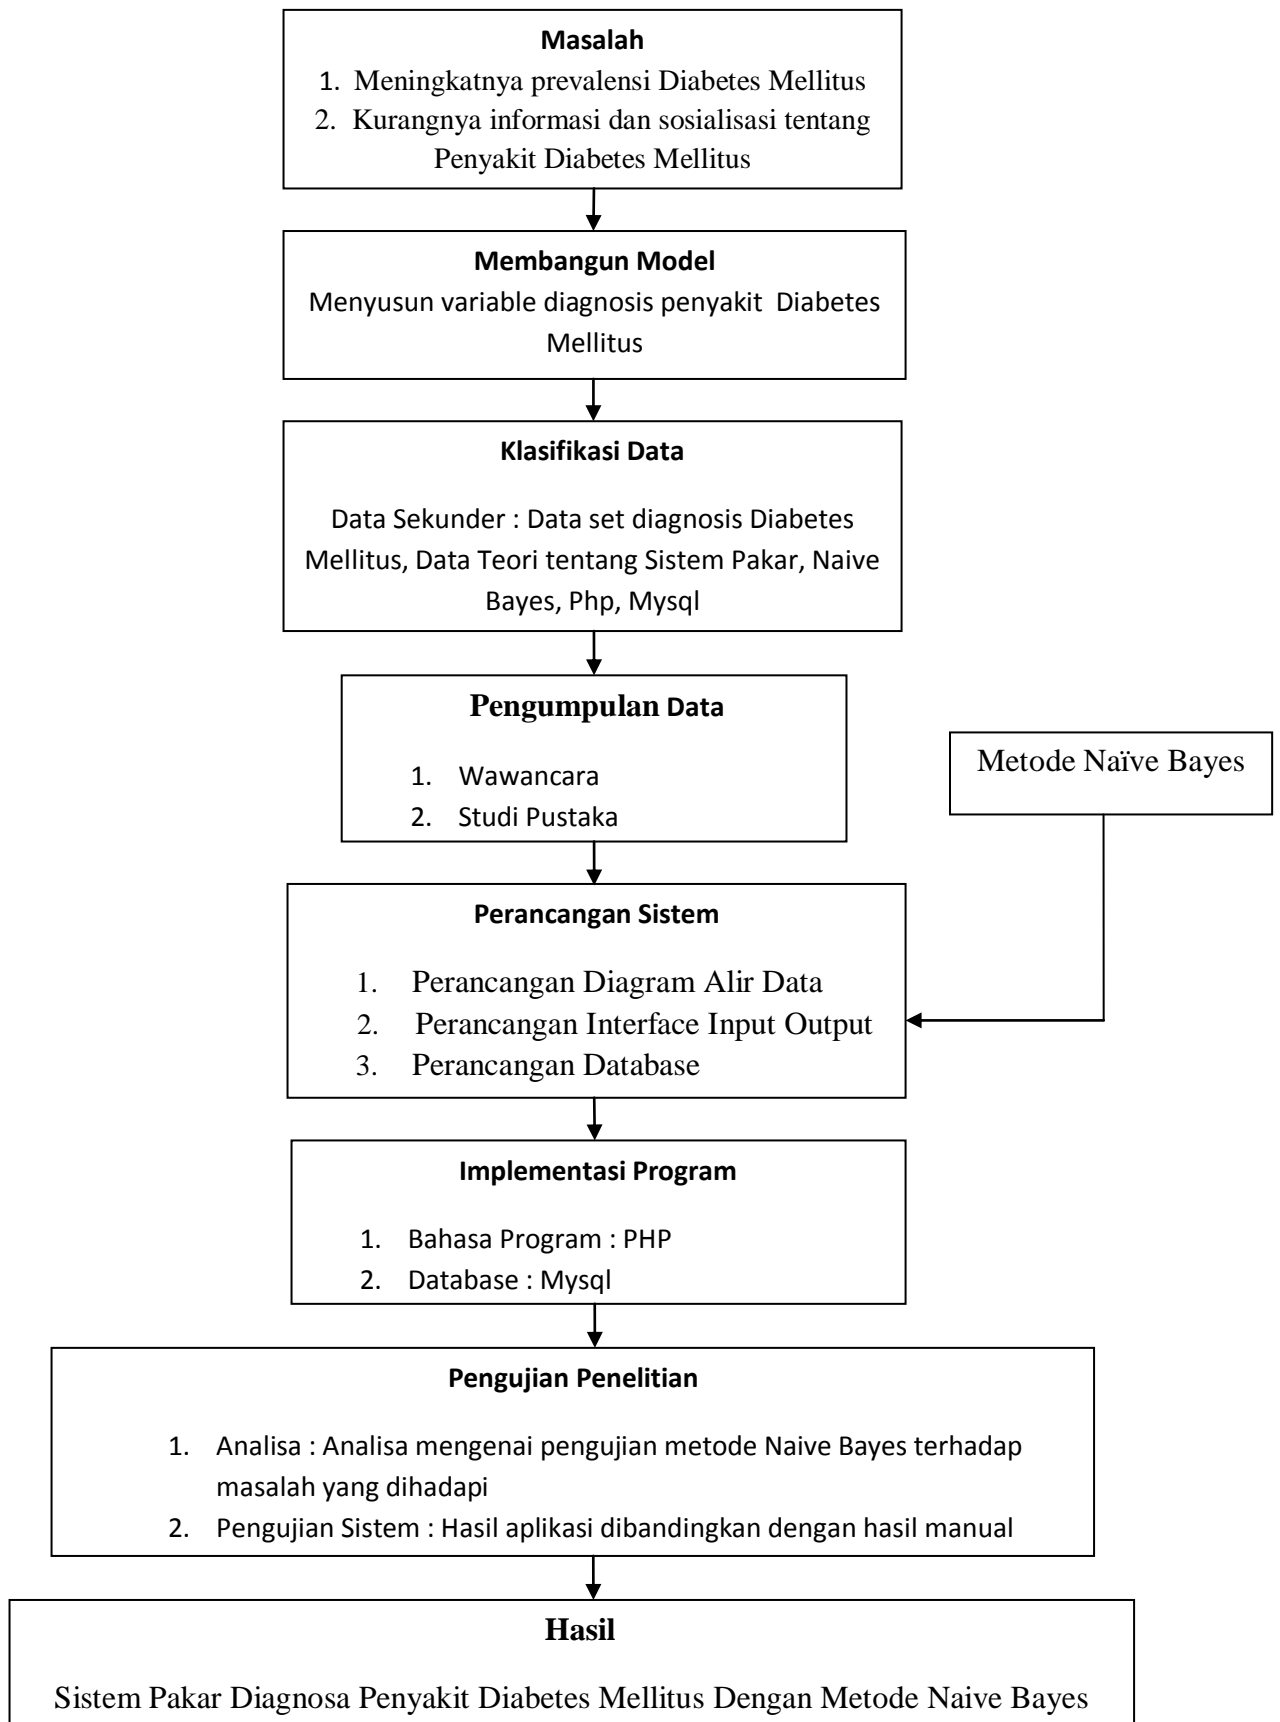 Masalah
1. Meningkatnya prevalensi Diabetes Mellitus
2. Kurangnya informasi dan sosialisasi tentang
Penyakit Diabetes Mellitus
Membangun Model
Menyusun variable diagnosis penyakit Diabetes
Mellitus
Klasifikasi Data
Data Sekunder : Data set diagnosis Diabetes
Mellitus, Data Teori tentang Sistem Pakar, Naive
Bayes, Php, Mysql
Pengumpulan Data
1. Wawancara
2. Studi Pustaka
Metode Naïve Bayes
Perancangan Sistem
1. Perancangan Diagram Alir Data
2. Perancangan Interface Input Output
3. Perancangan Database
Implementasi Program
1. Bahasa Program : PHP
2. Database : Mysql
Pengujian Penelitian
1. Analisa : Analisa mengenai pengujian metode Naive Bayes terhadap
masalah yang dihadapi
2. Pengujian Sistem : Hasil aplikasi dibandingkan dengan hasil manual
Hasil
Sistem Pakar Diagnosa Penyakit Diabetes Mellitus Dengan Metode Naive Bayes